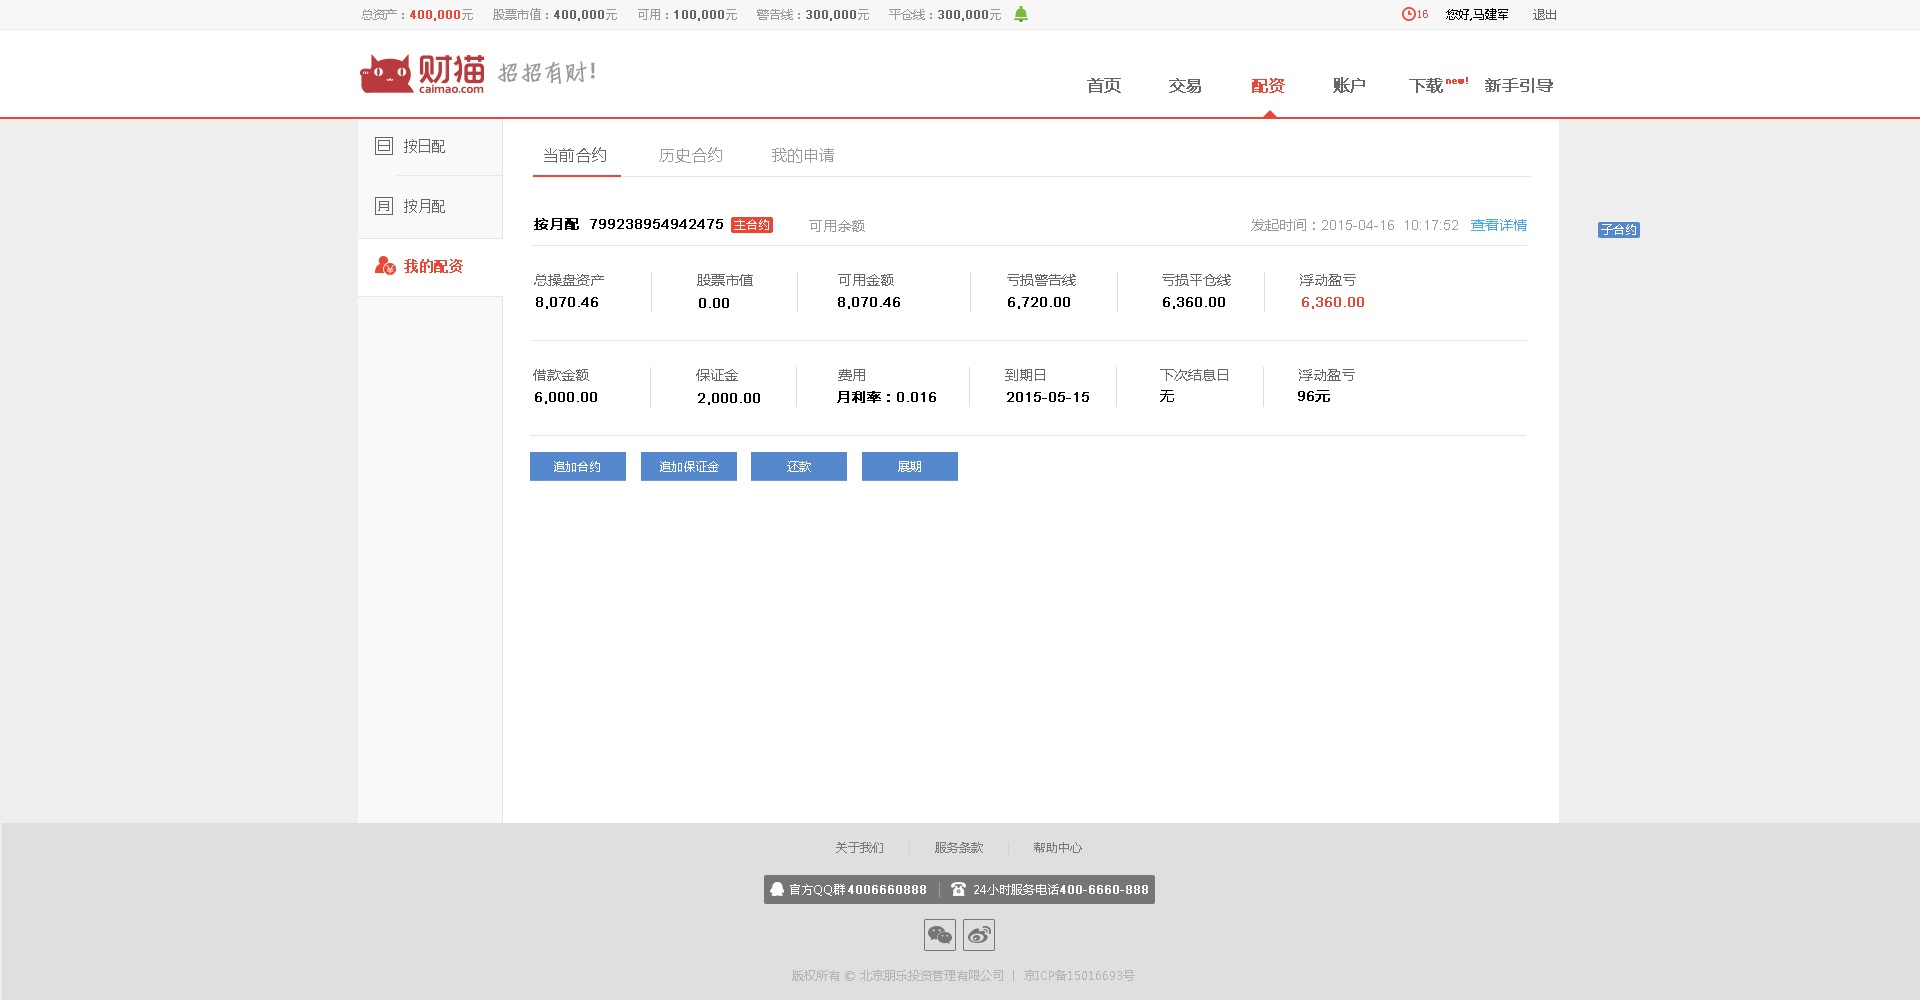 总资产：400,000元 股票市值：400,000元 可用：100,000元 警告线：300,000元 平仓线：300,000元 16 您好,马建军 退出
财猫 caimao.com 招招有财!
首页 交易 配资 账户 下载new! 新手引导
日 按日配
月 按月配
我的配资
当前合约 历史合约 我的申请
按月配 799238954942475 主合约 可用余额 发起时间：2015-04-16 10:17:52 查看详情
子合约
总操盘资产 股票市值 可用金额 亏损警告线 亏损平仓线 浮动盈亏
8,070.46 0.00 8,070.46 6,720.00 6,360.00 6,360.00
借款金额 保证金 费用 到期日 下次结息日 浮动盈亏
6,000.00 2,000.00 月利率：0.016 2015-05-15 无 96元
追加合约 追加保证金 还款 展期
关于我们 服务条款 帮助中心
官方QQ群4006660888 24小时服务电话400-6660-888
版权所有 © 北京朋乐投资管理有限公司 | 京ICP备15016693号